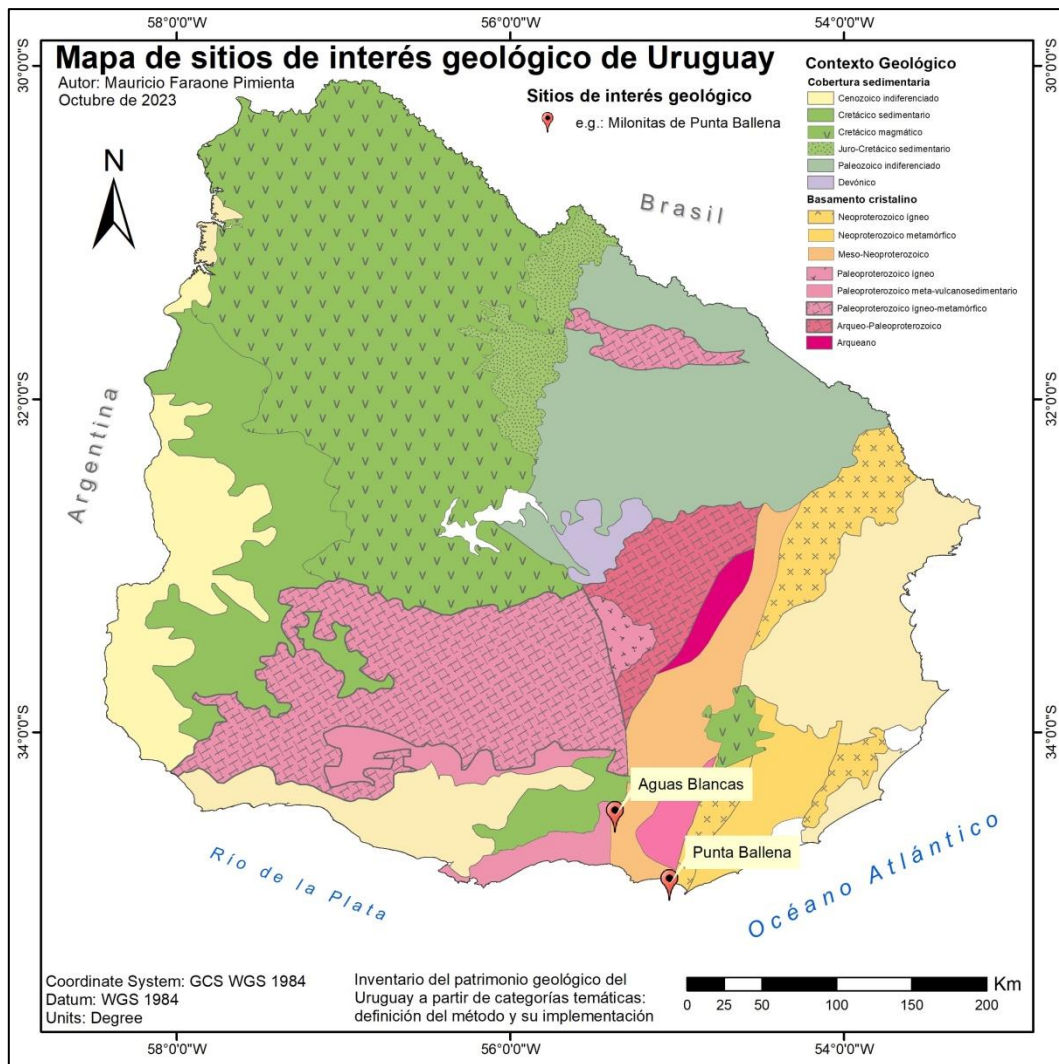 58°0'0"W
56°0'0"W
54°0'0"W
30°0'0"S
30°0'0"S
Mapa de sitios de interés geológico de Uruguay
Autor: Mauricio Faraone Pimienta
Octubre de 2023
Sitios de interés geológico
e.g.: Milonitas de Punta Ballena
Contexto Geológico
Cobertura sedimentaria
Cenozoico indiferenciado
Cretácico sedimentario
Cretácico magmático
Juro-Cretácico sedimentario
Paleozoico indiferenciado
Devónico
Basamento cristalino
Neoproterozoico ígneo
Neoproterozoico metamórfico
Meso-Neoproterozoico
Paleoproterozoico ígneo
Paleoproterozoico meta-vulcanosedimentario
Paleoproterozoico ígneo-metamórfico
Arqueo-Paleoproterozoico
Arqueano
N
Brasil
Argentina
32°0'0"S
32°0'0"S
34°0'0"S
34°0'0"S
Aguas Blancas
Punta Ballena
Río de la Plata
Océano Atlántico
Coordinate System: GCS WGS 1984
Datum: WGS 1984
Units: Degree
Inventario del patrimonio geológico del
Uruguay a partir de categorías temáticas:
definición del método y su implementación
Km
0 25 50 100 150 200
58°0'0"W
56°0'0"W
54°0'0"W